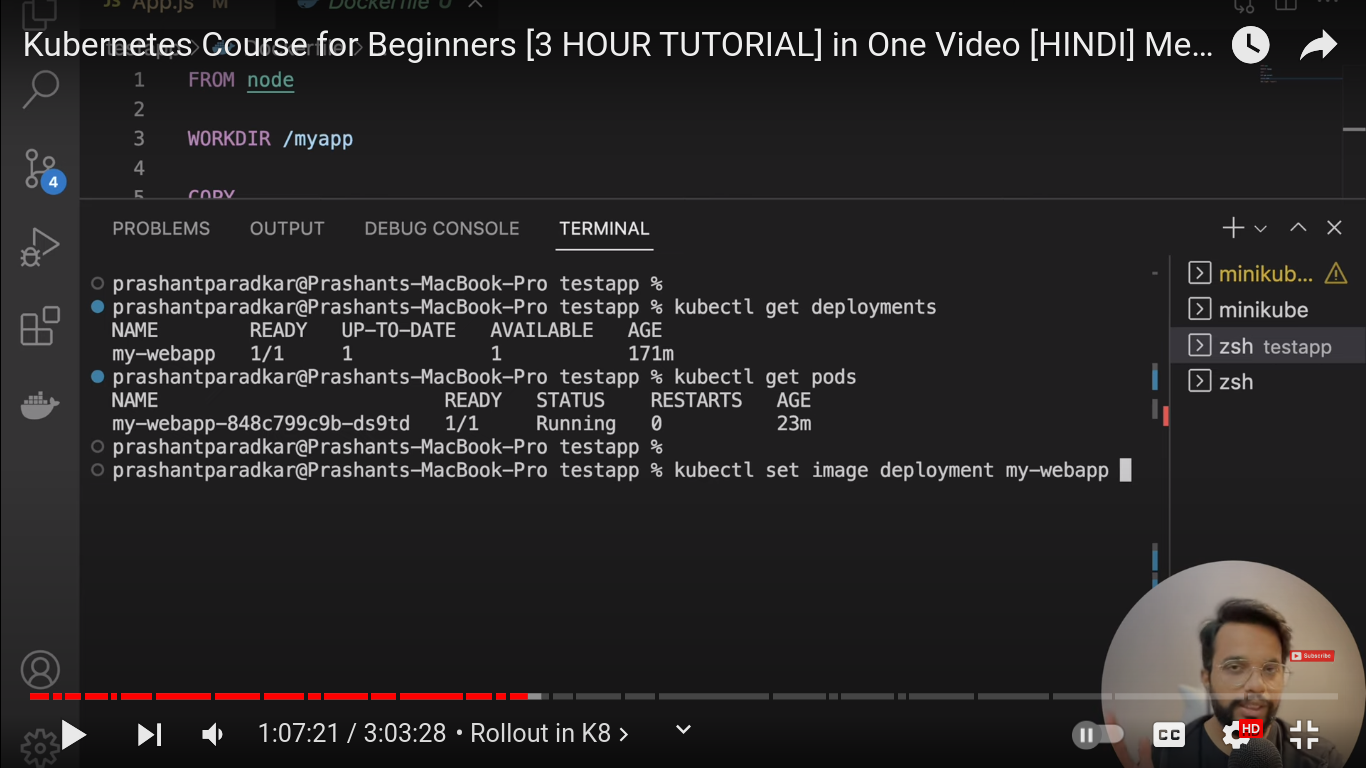 JS App.js M
Dockerfile U
Kubernetes Course for Beginners [3 HOUR TUTORIAL] in One Video [HINDI] Me...
1 FROM node
2
3 WORKDIR /myapp
4
5 COPY
4
PROBLEMS OUTPUT DEBUG CONSOLE TERMINAL
prashantparadkar@Prashants-MacBook-Pro testapp %
prashantparadkar@Prashants-MacBook-Pro testapp % kubectl get deployments
NAME READY UP-TO-DATE AVAILABLE AGE
my-webapp 1/1 1 1 171m
prashantparadkar@Prashants-MacBook-Pro testapp % kubectl get pods
NAME READY STATUS RESTARTS AGE
my-webapp-848c799c9b-ds9td 1/1 Running 0 23m
prashantparadkar@Prashants-MacBook-Pro testapp %
prashantparadkar@Prashants-MacBook-Pro testapp % kubectl set image deployment my-webapp
minikub...
minikube
zsh testapp
zsh
Subscribe
1:07:21 / 3:03:28 • Rollout in K8 ›
CC
HD